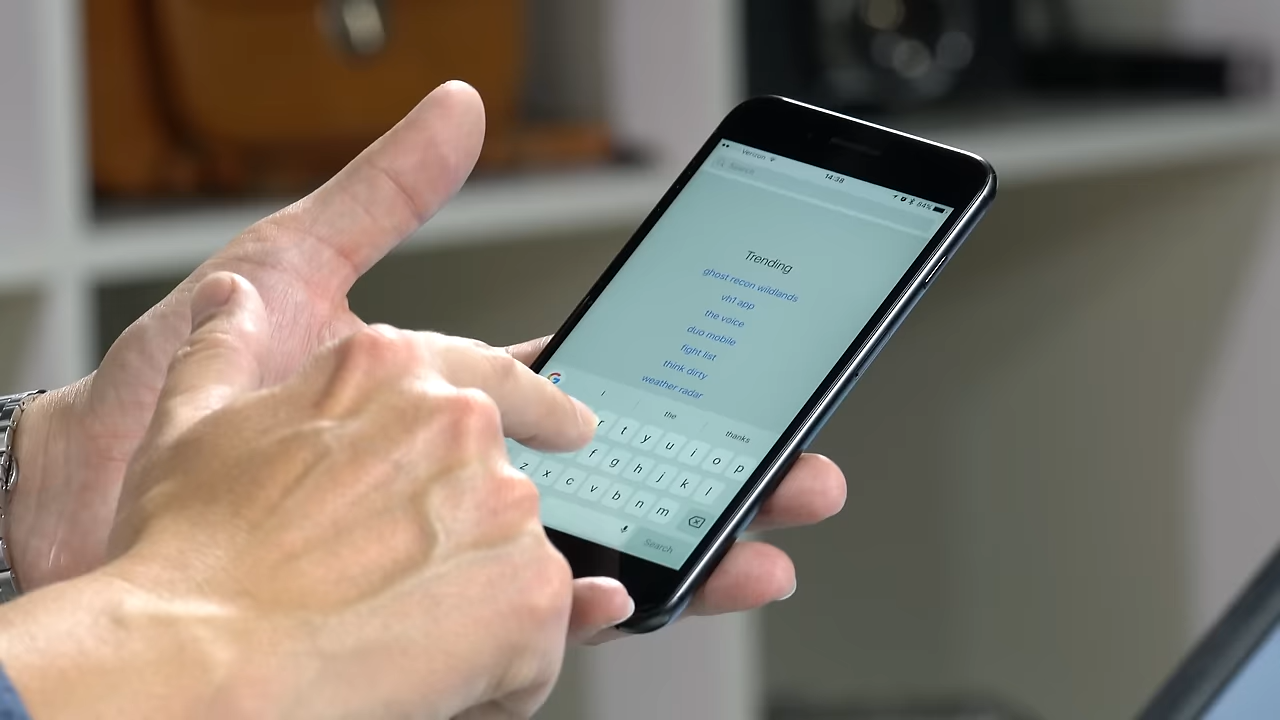 verizon
14:38
84%
Search
Trending
ghost recon wildlands
vh1 app
the voice
duo mobile
fight list
think dirty
weather radar
G
I the thanks
r t y u i o p
f g h j k l
z x c v b n m
Search